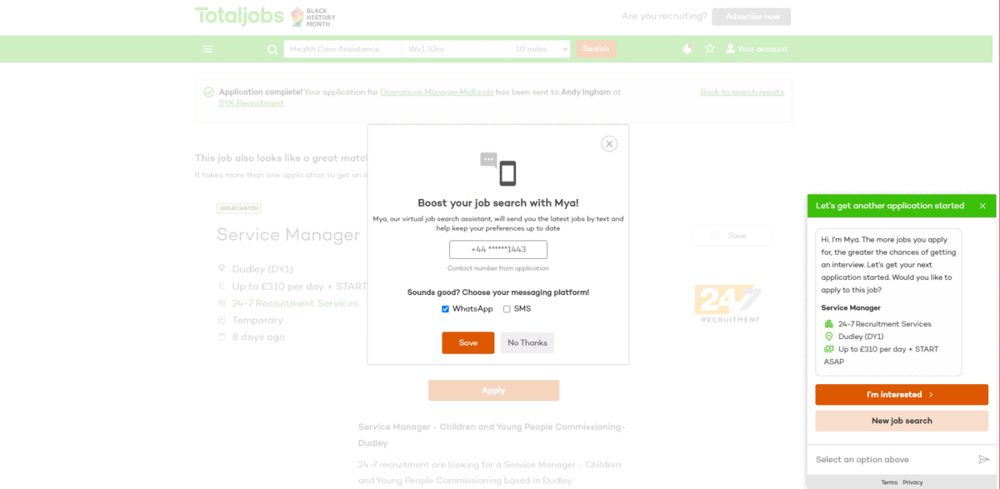 Totaljobs
BLACK
HISTORY
MONTH
Are you recruiting?
Advertise now
Health Care Assistance
Wv1 32ra
10 miles
Search
Your account
Application complete! Your application for Operations Manager Midlands has been sent to Andy Ingham at
SYK Recruitment
Back to search results
This job also looks like a great matc
It takes more than one application to get an i
GREAT MATCH
Service Manager
Save
Dudley (DY1)
Up to £310 per day + START
24-7 Recruitment Services
Temporary
8 days ago
24-7
RECRUITMENT
Boost your job search with Mya!
Mya, our virtual job search assistant, will send you the latest jobs by text and
help keep your preferences up to date
+44 ******1443
Contact number from application
Sounds good? Choose your messaging platform!
WhatsApp
SMS
Save
No Thanks
Apply
Service Manager - Children and Young People Commissioning-
Dudley
24-7 recruitment are looking for a Service Manager - Children
and Young People Commissioning based in Dudley
Let's get another application started
Hi. I'm Mya. The more jobs you apply
for, the greater the chances of getting
an interview. Let's get your next
application started. Would you like to
apply to this job?
Service Manager
24-7 Recruitment Services
Dudley (DY1)
Up to £310 per day + START
ASAP
I'm interested
New job search
Select an option above
Terms Privacy